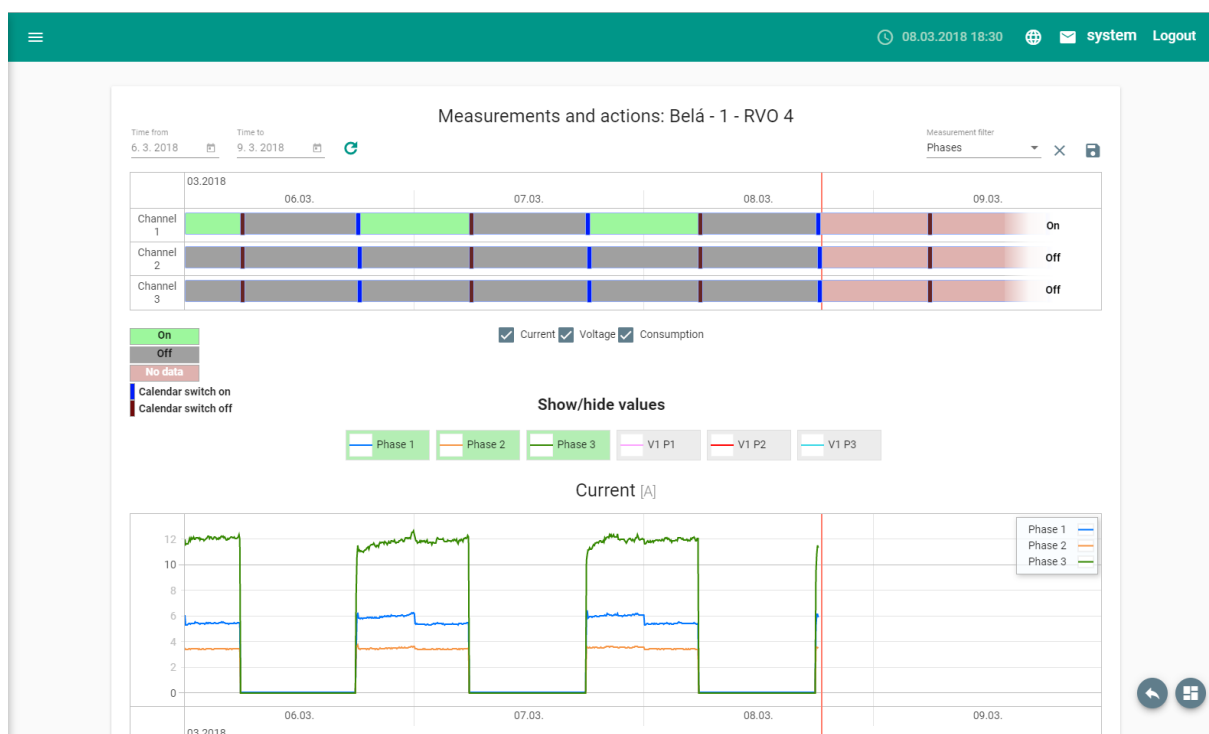 08.03.2018 18:30 system Logout
Measurements and actions: Belá - 1 - RVO 4
Time from Time to Measurement filter
6. 3. 2018 9. 3. 2018 Phases
03.2018
06.03. 07.03. 08.03. 09.03.
Channel 
1 On
Channel 
2 Off
Channel 
3 Off
On
Off
No data
Calendar switch on
Calendar switch off
Current Voltage Consumption
Show/hide values
Phase 1 Phase 2 Phase 3 V1 P1 V1 P2 V1 P3
Current [A]
Phase 1
Phase 2
Phase 3
12
10
8
6
4
2
0
06.03. 07.03. 08.03. 09.03.
03.2018